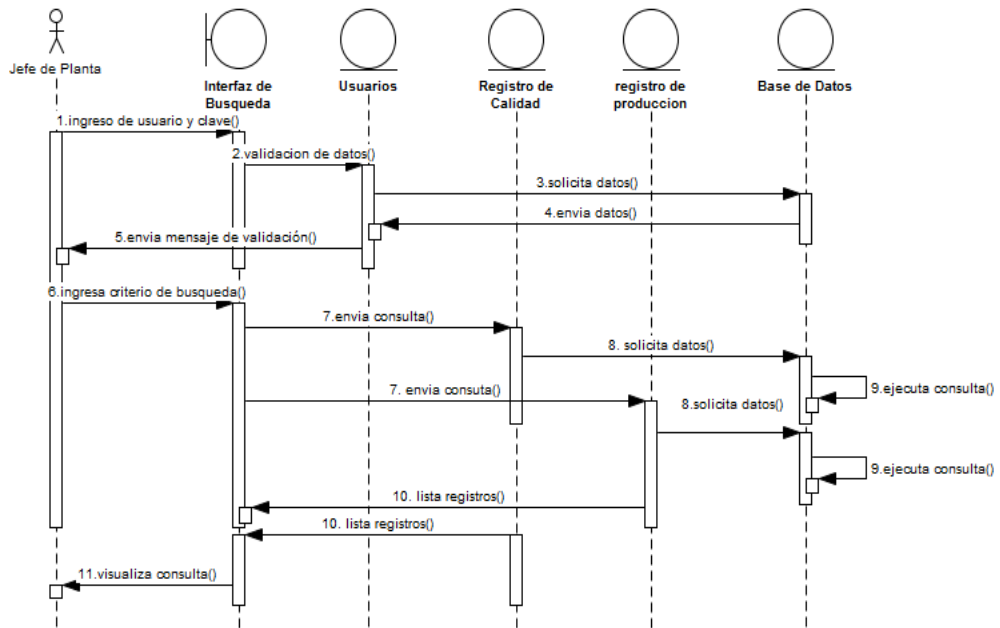 Jefe de Planta
Interfaz de
Busqueda
Usuarios
Registro de
Calidad
registro de
produccion
Base de Datos
1.ingreso de usuario y clave()
2.validacion de datos()
3.solicita datos()
4.envia datos()
5.envia mensaje de validación()
6.ingresa criterio de busqueda()
7.envia consulta()
8. solicita datos()
9.ejecuta consulta()
7. envia consuta()
8.solicita datos()
9.ejecuta consulta()
10. lista registros()
10. lista registros()
11.visualiza consulta()